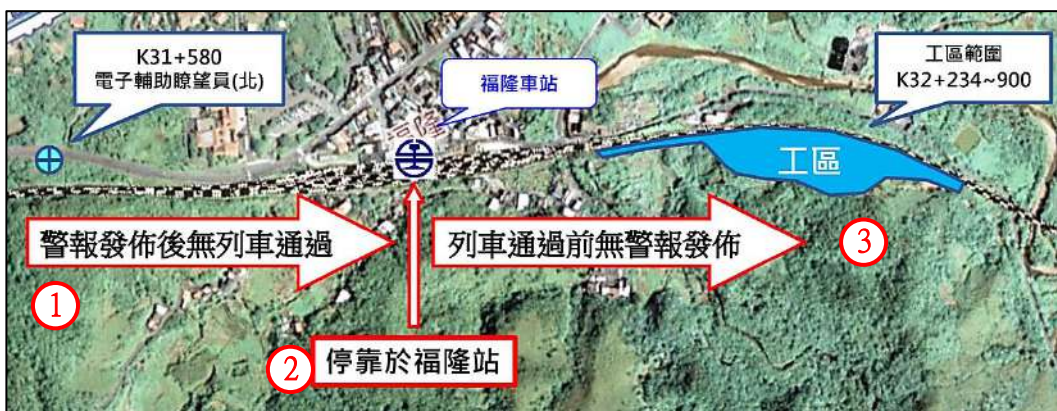 K31+580
電子輔助瞭望員(北)
福隆車站
福隆
工區範圍
K32+234~900
工區
警報發佈後無列車通過
列車通過前無警報發佈
①
②
停靠於福隆站
③